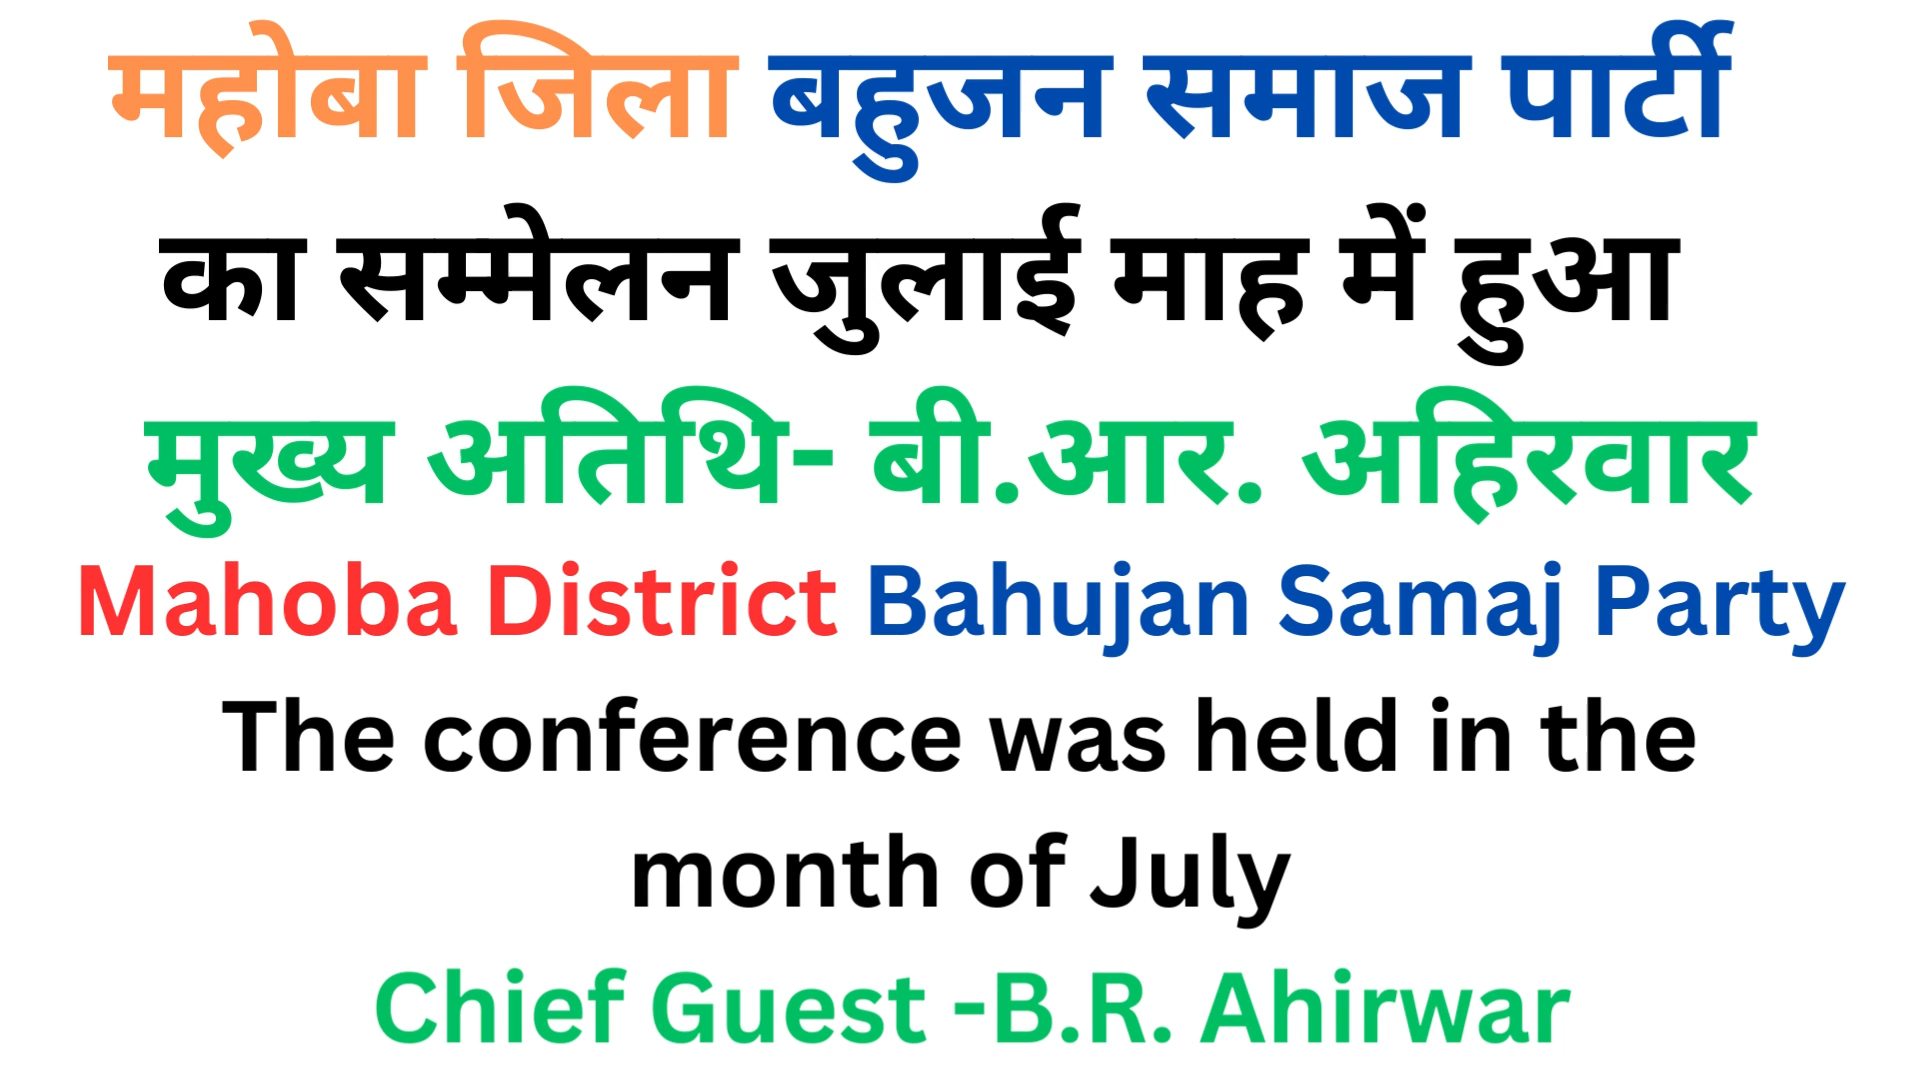 महोबा जिला बहुजन समाज पार्टी
का सम्मेलन जुलाई माह में हुआ
मुख्य अतिथि- बी.आर. अहिरवार
Mahoba District Bahujan Samaj Party
The conference was held in the
month of July
Chief Guest -B.R. Ahirwar